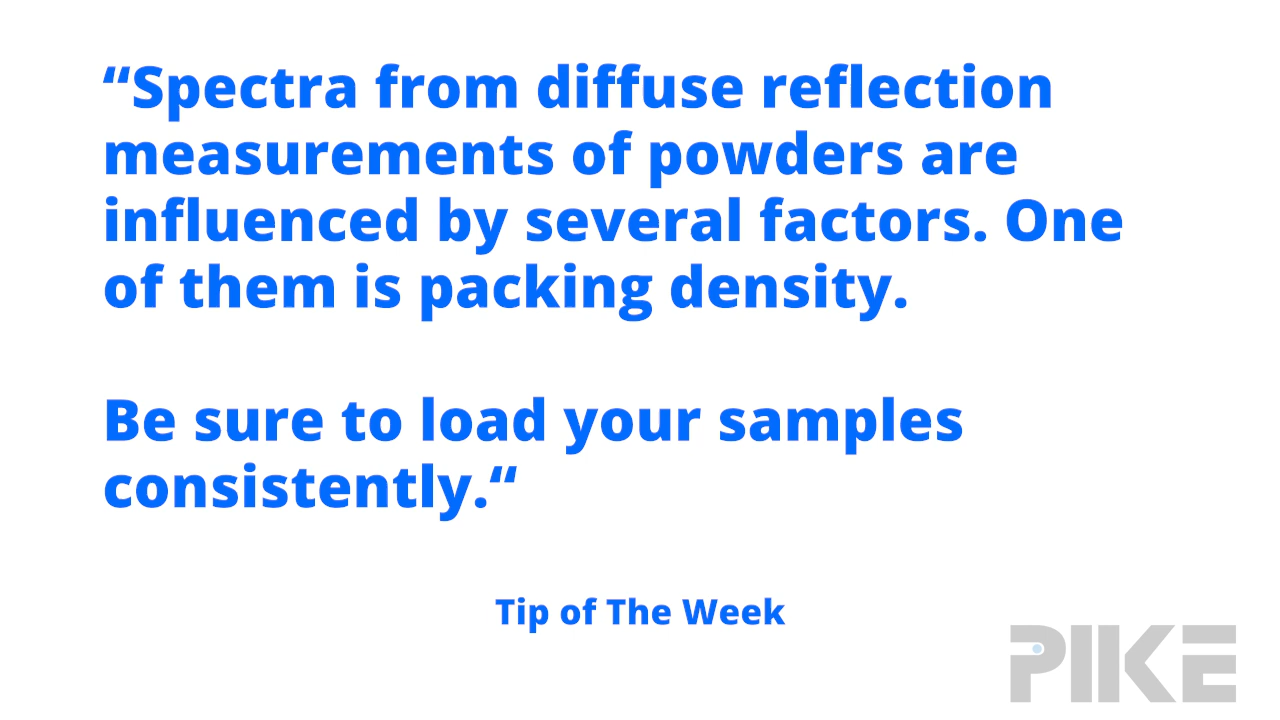 “Spectra from diffuse reflection
measurements of powders are
influenced by several factors. One
of them is packing density.
Be sure to load your samples
consistently.“
Tip of The Week
PIKE